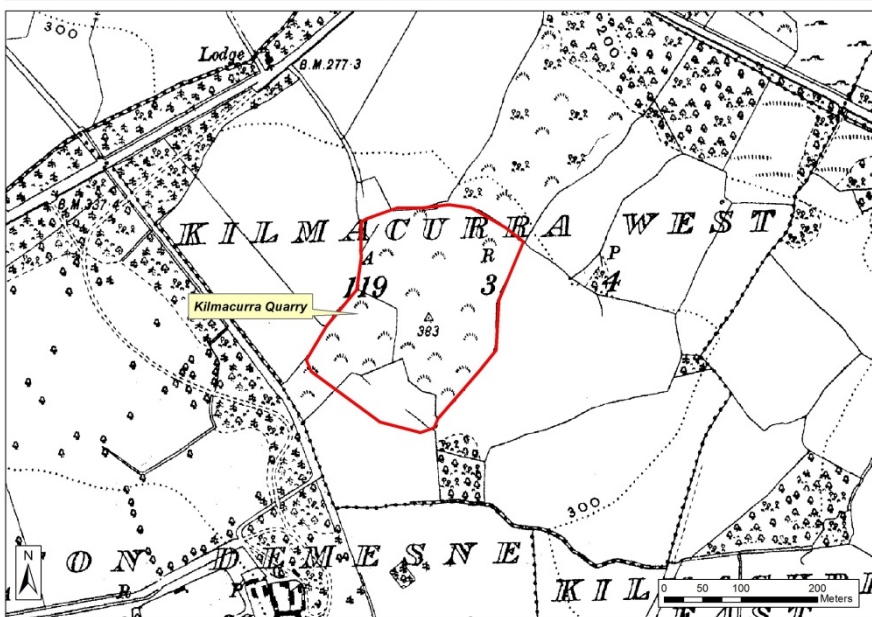 300
Lodge
B.M.277·3
200
B.M.337·4
KILMACURRA WEST
A R P
119 3 4
Kilmacurra Quarry
383
300
ON DEMESNE
R P
N
0 50 100 200
Meters
EAST